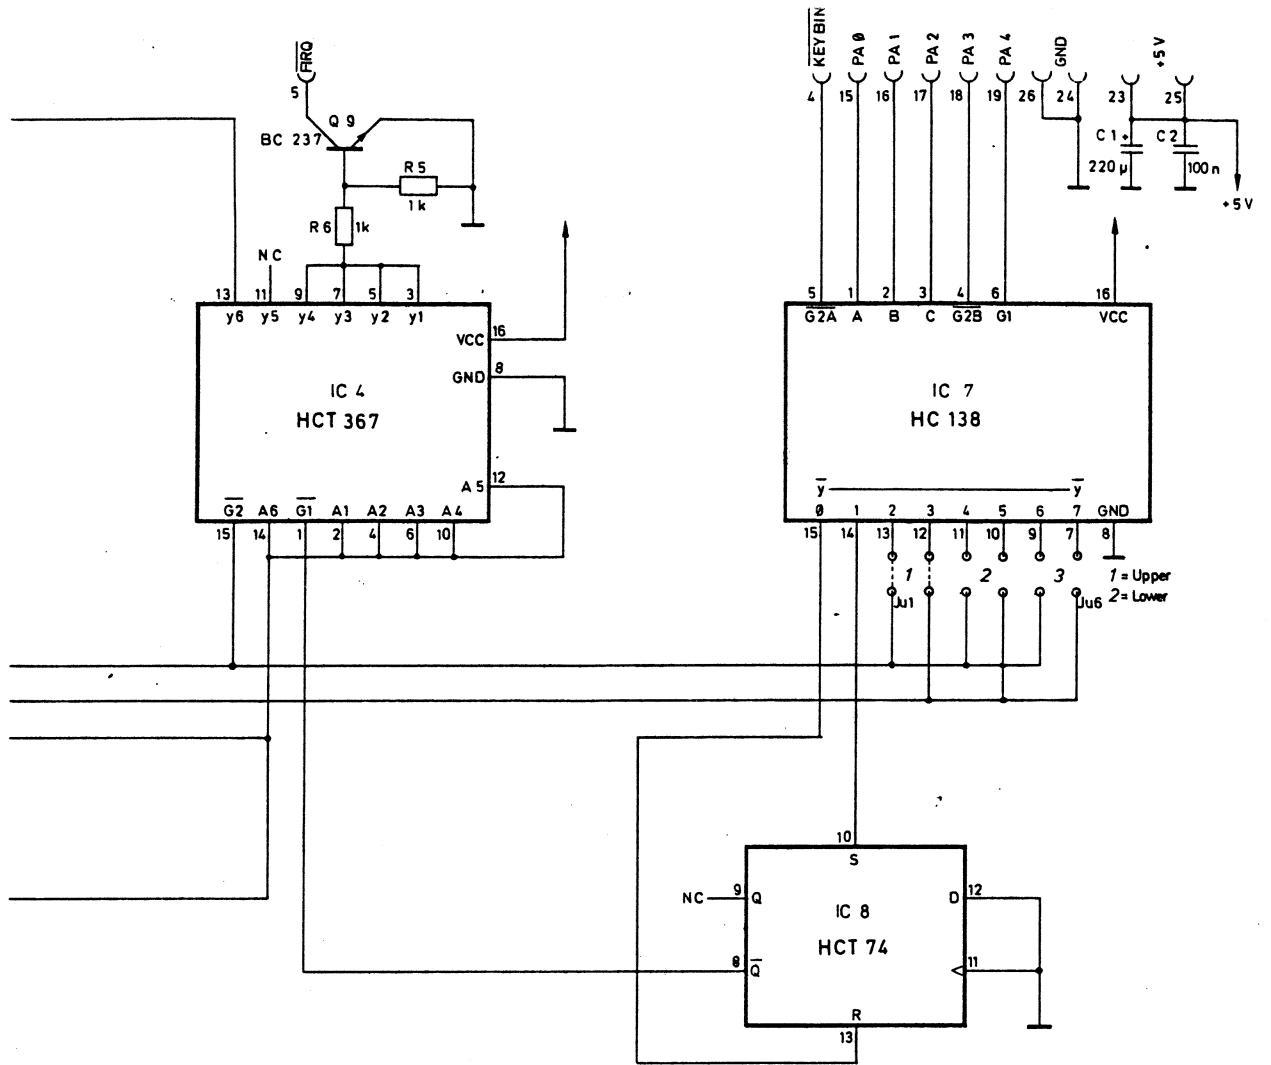 FIRQ
5
Q 9
BC 237
R 5
1 k
R 6
1k
N C
13 11 9 7 5 3
y6 y5 y4 y3 y2 y1
VCC 16
GND 8
IC 4
HCT 367
A 5 12
G2 A6 G1 A1 A2 A3 A4
15 14 1 2 4 6 10
KEYBIN PA Ø PA 1 PA 2 PA 3 PA 4 GND +5 V
4 15 16 17 18 19 26 24 23 25
C 1 +
220 µ
C 2
100 n
+5 V
5 1 2 3 4 6 16
G2A A B C G2B G1 VCC
IC 7
HC 138
y y
Ø 1 2 3 4 5 6 7 GND
15 14 13 12 11 10 9 7 8
1 2 3
1 = Upper
2 = Lower
Ju1 Ju6
10
S
NC 9 Q
D 12
IC 8
HCT 74
8 Q
11
R
13